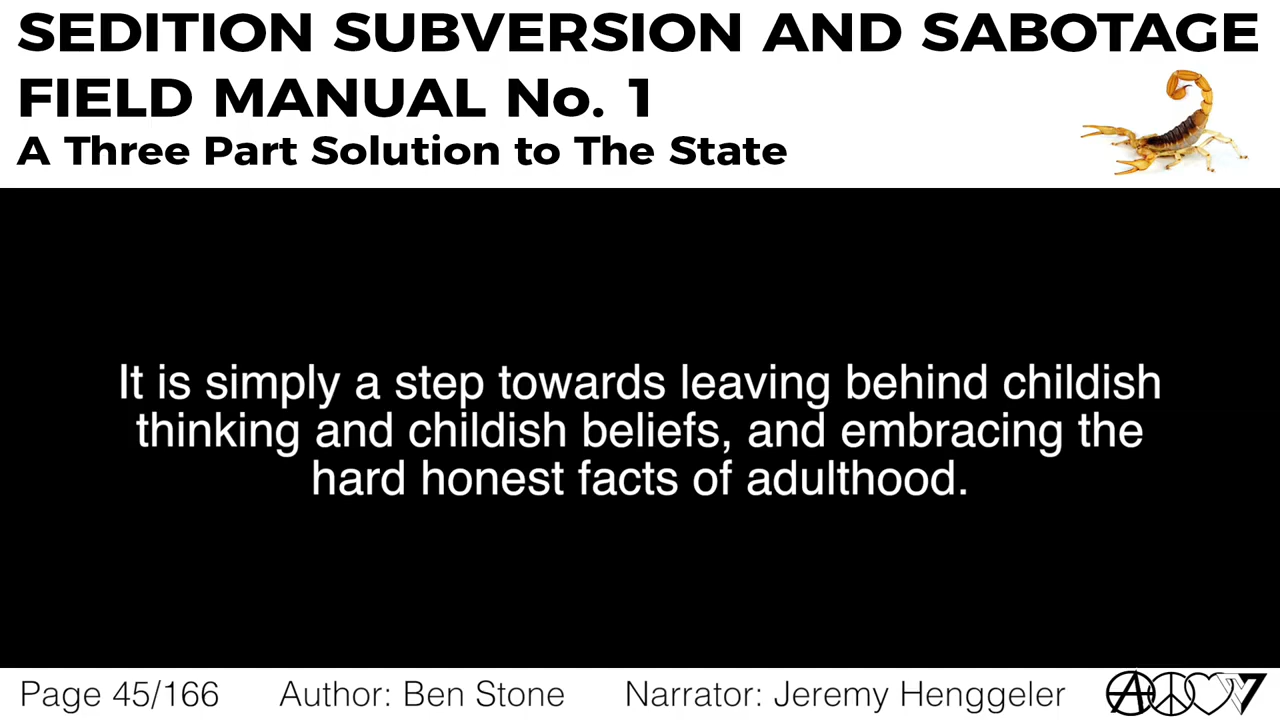 SEDITION SUBVERSION AND SABOTAGE
FIELD MANUAL No. 1
A Three Part Solution to The State
It is simply a step towards leaving behind childish
thinking and childish beliefs, and embracing the
hard honest facts of adulthood.
Page 45/166 Author: Ben Stone Narrator: Jeremy Henggeler